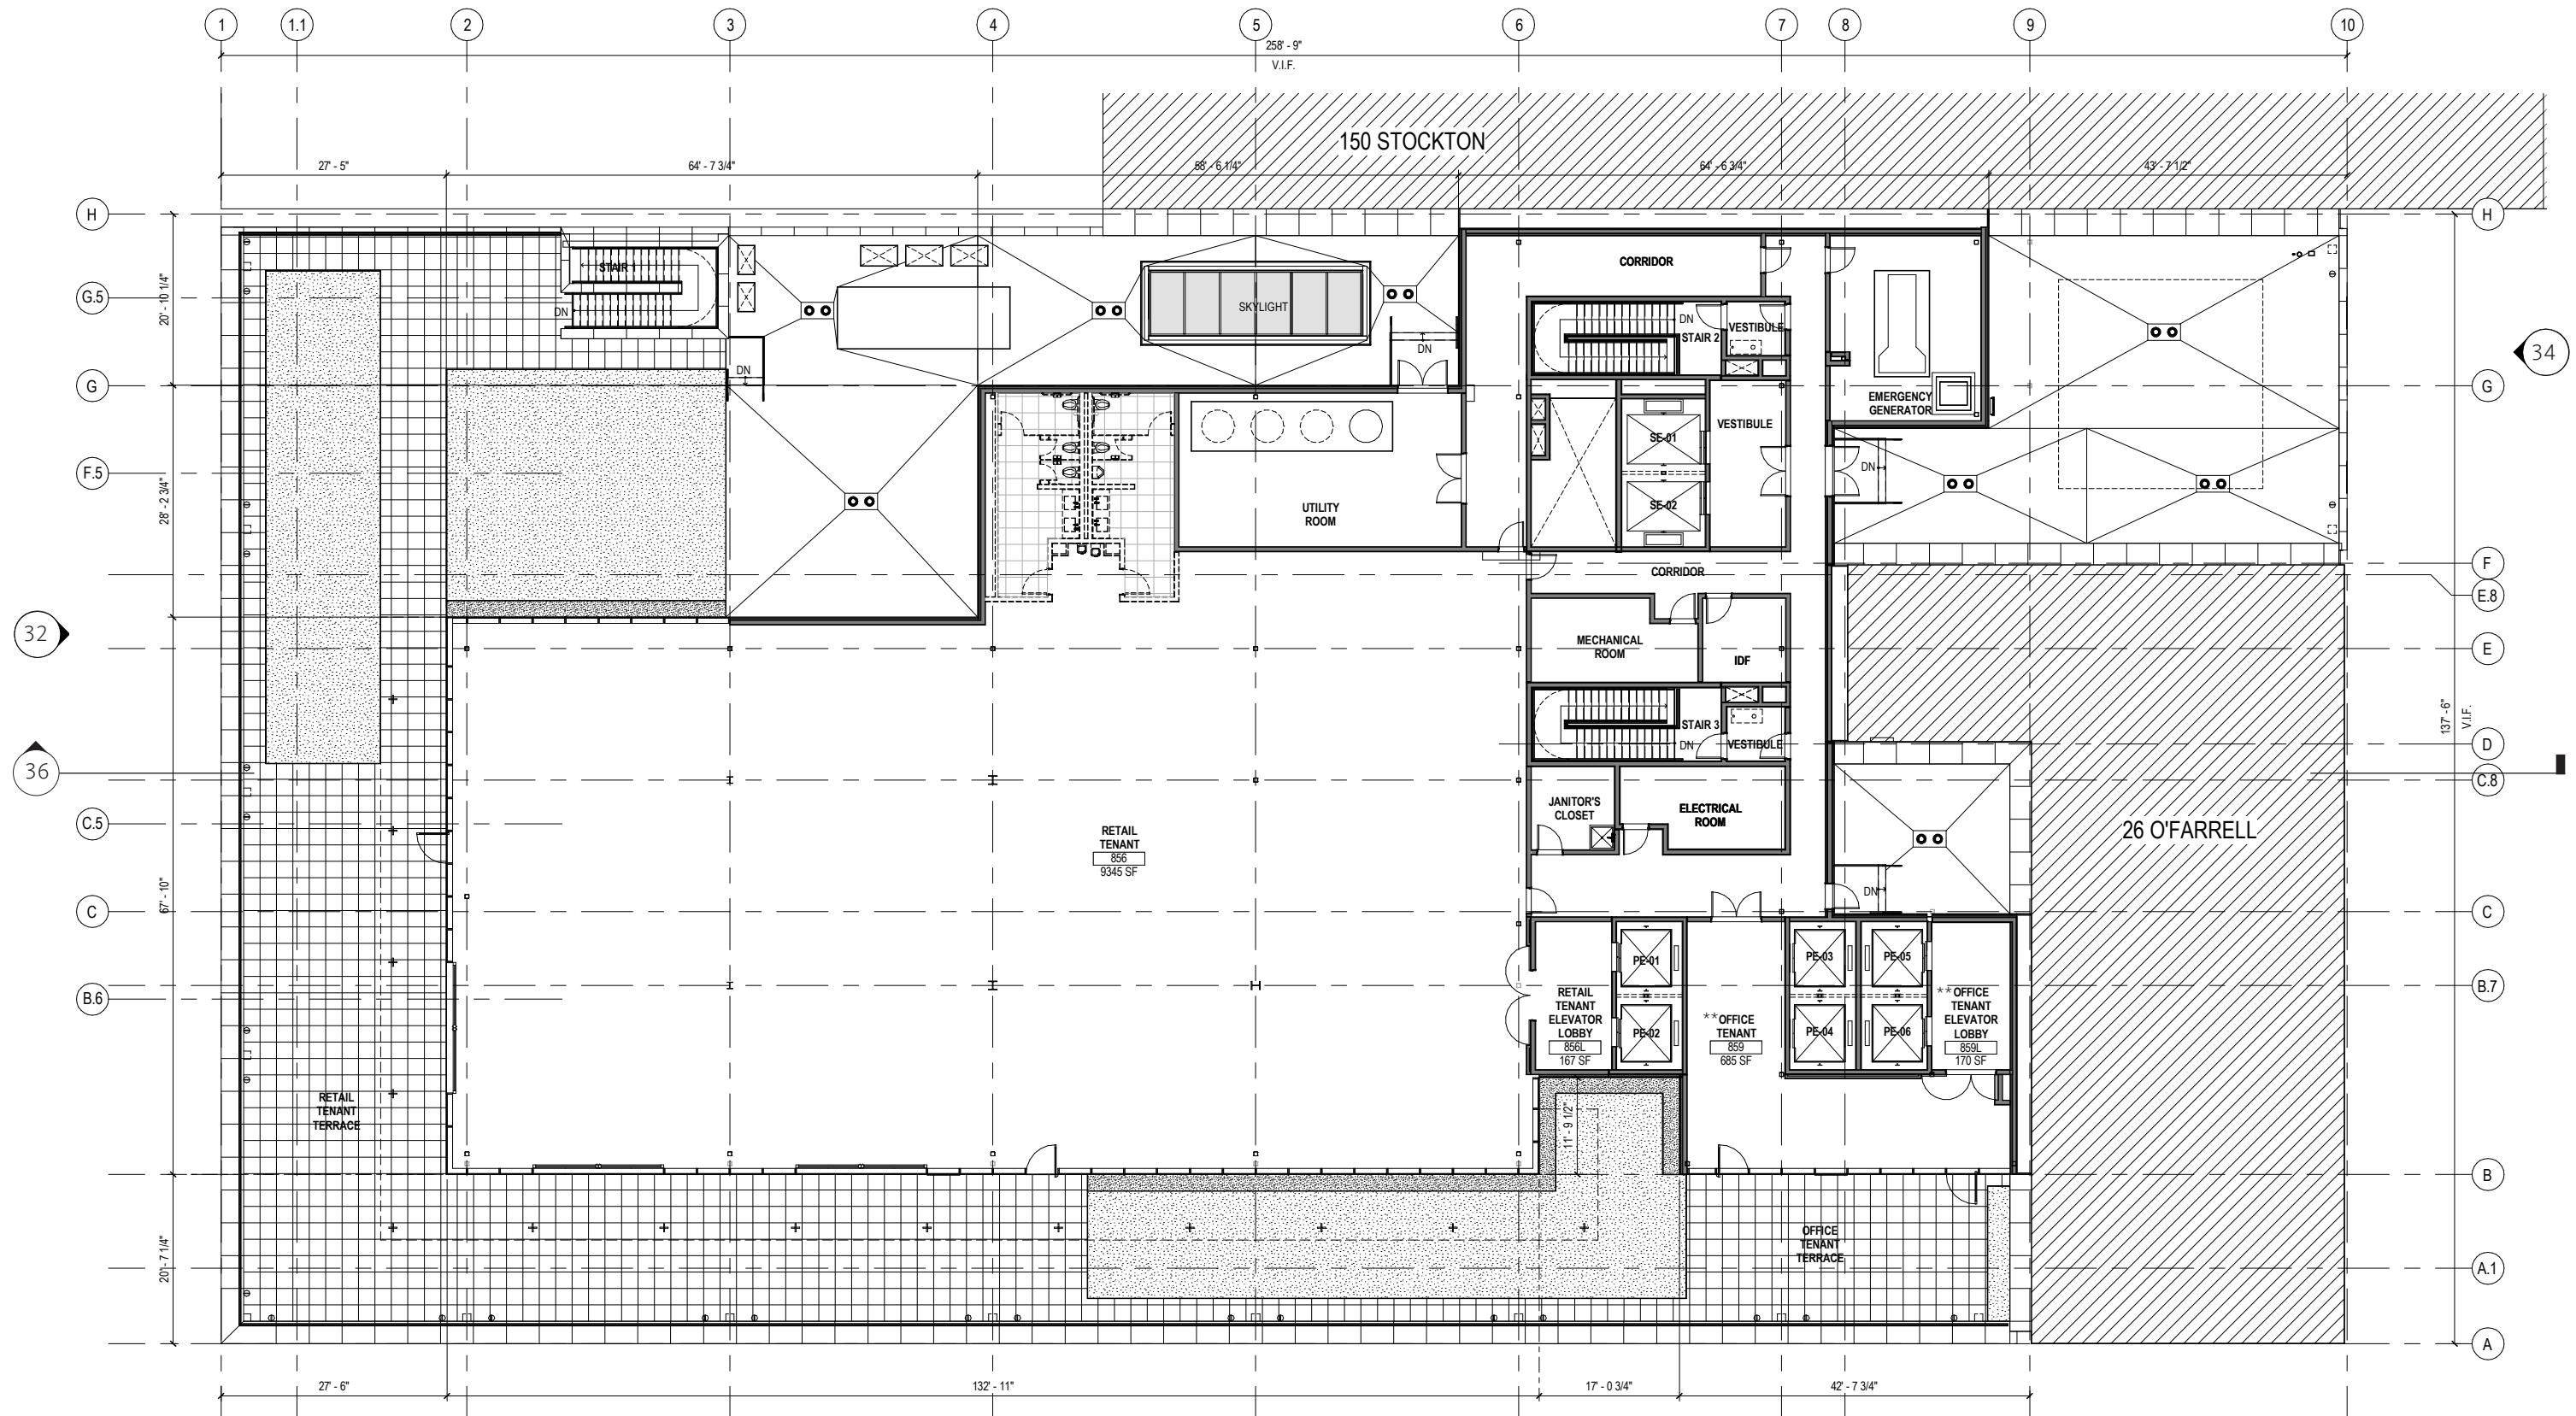 1 1.1 2 3 4 5 6 7 8 9 10
258' - 9"
V.I.F.
150 STOCKTON
27' - 5" 64' - 7 3/4" 58' - 6 1/4" 64' - 6 3/4" 43' - 7 1/2"
H H
CORRIDOR
STAIR 1
G.5 20' - 10 1/4" DN SKYLIGHT DN STAIR 2 VESTIBULE G.5
34
DN DN
G G
EMERGENCY
GENERATOR
VESTIBULE
SE-01
F.5 DN
28' - 2 3/4"
SE-02
UTILITY
ROOM
F
CORRIDOR
E.8
32
MECHANICAL
ROOM
E
IDF
STAIR 3
137' - 6"
V.I.F.
DN VESTIBULE D
36
C.8
JANITOR'S
CLOSET
ELECTRICAL
ROOM
C.5
RETAIL
TENANT
856
9345 SF
26 O'FARRELL
67' - 10" DN
C C
PE-01 PE-03 PE-05
B.6 B.7
RETAIL
TENANT
ELEVATOR
LOBBY
856L
167 SF
PE-02
**OFFICE
TENANT
859
685 SF
PE-04 PE-06
**OFFICE
TENANT
ELEVATOR
LOBBY
859L
170 SF
RETAIL
TENANT
TERRACE
11' - 9 1/2"
B
OFFICE
TENANT
TERRACE
20' - 7 1/4"
A.1
A
27' - 6" 132' - 11" 17' - 0 3/4" 42' - 7 3/4"